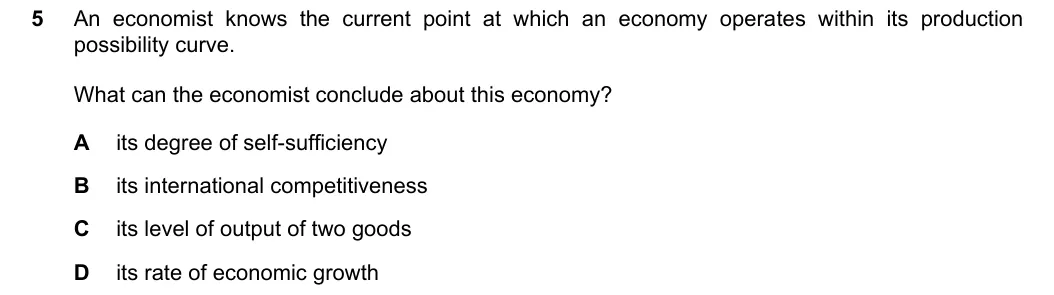 5 An economist knows the current point at which an economy operates within its production
possibility curve.
What can the economist conclude about this economy?
A its degree of self-sufficiency
B its international competitiveness
C its level of output of two goods
D its rate of economic growth